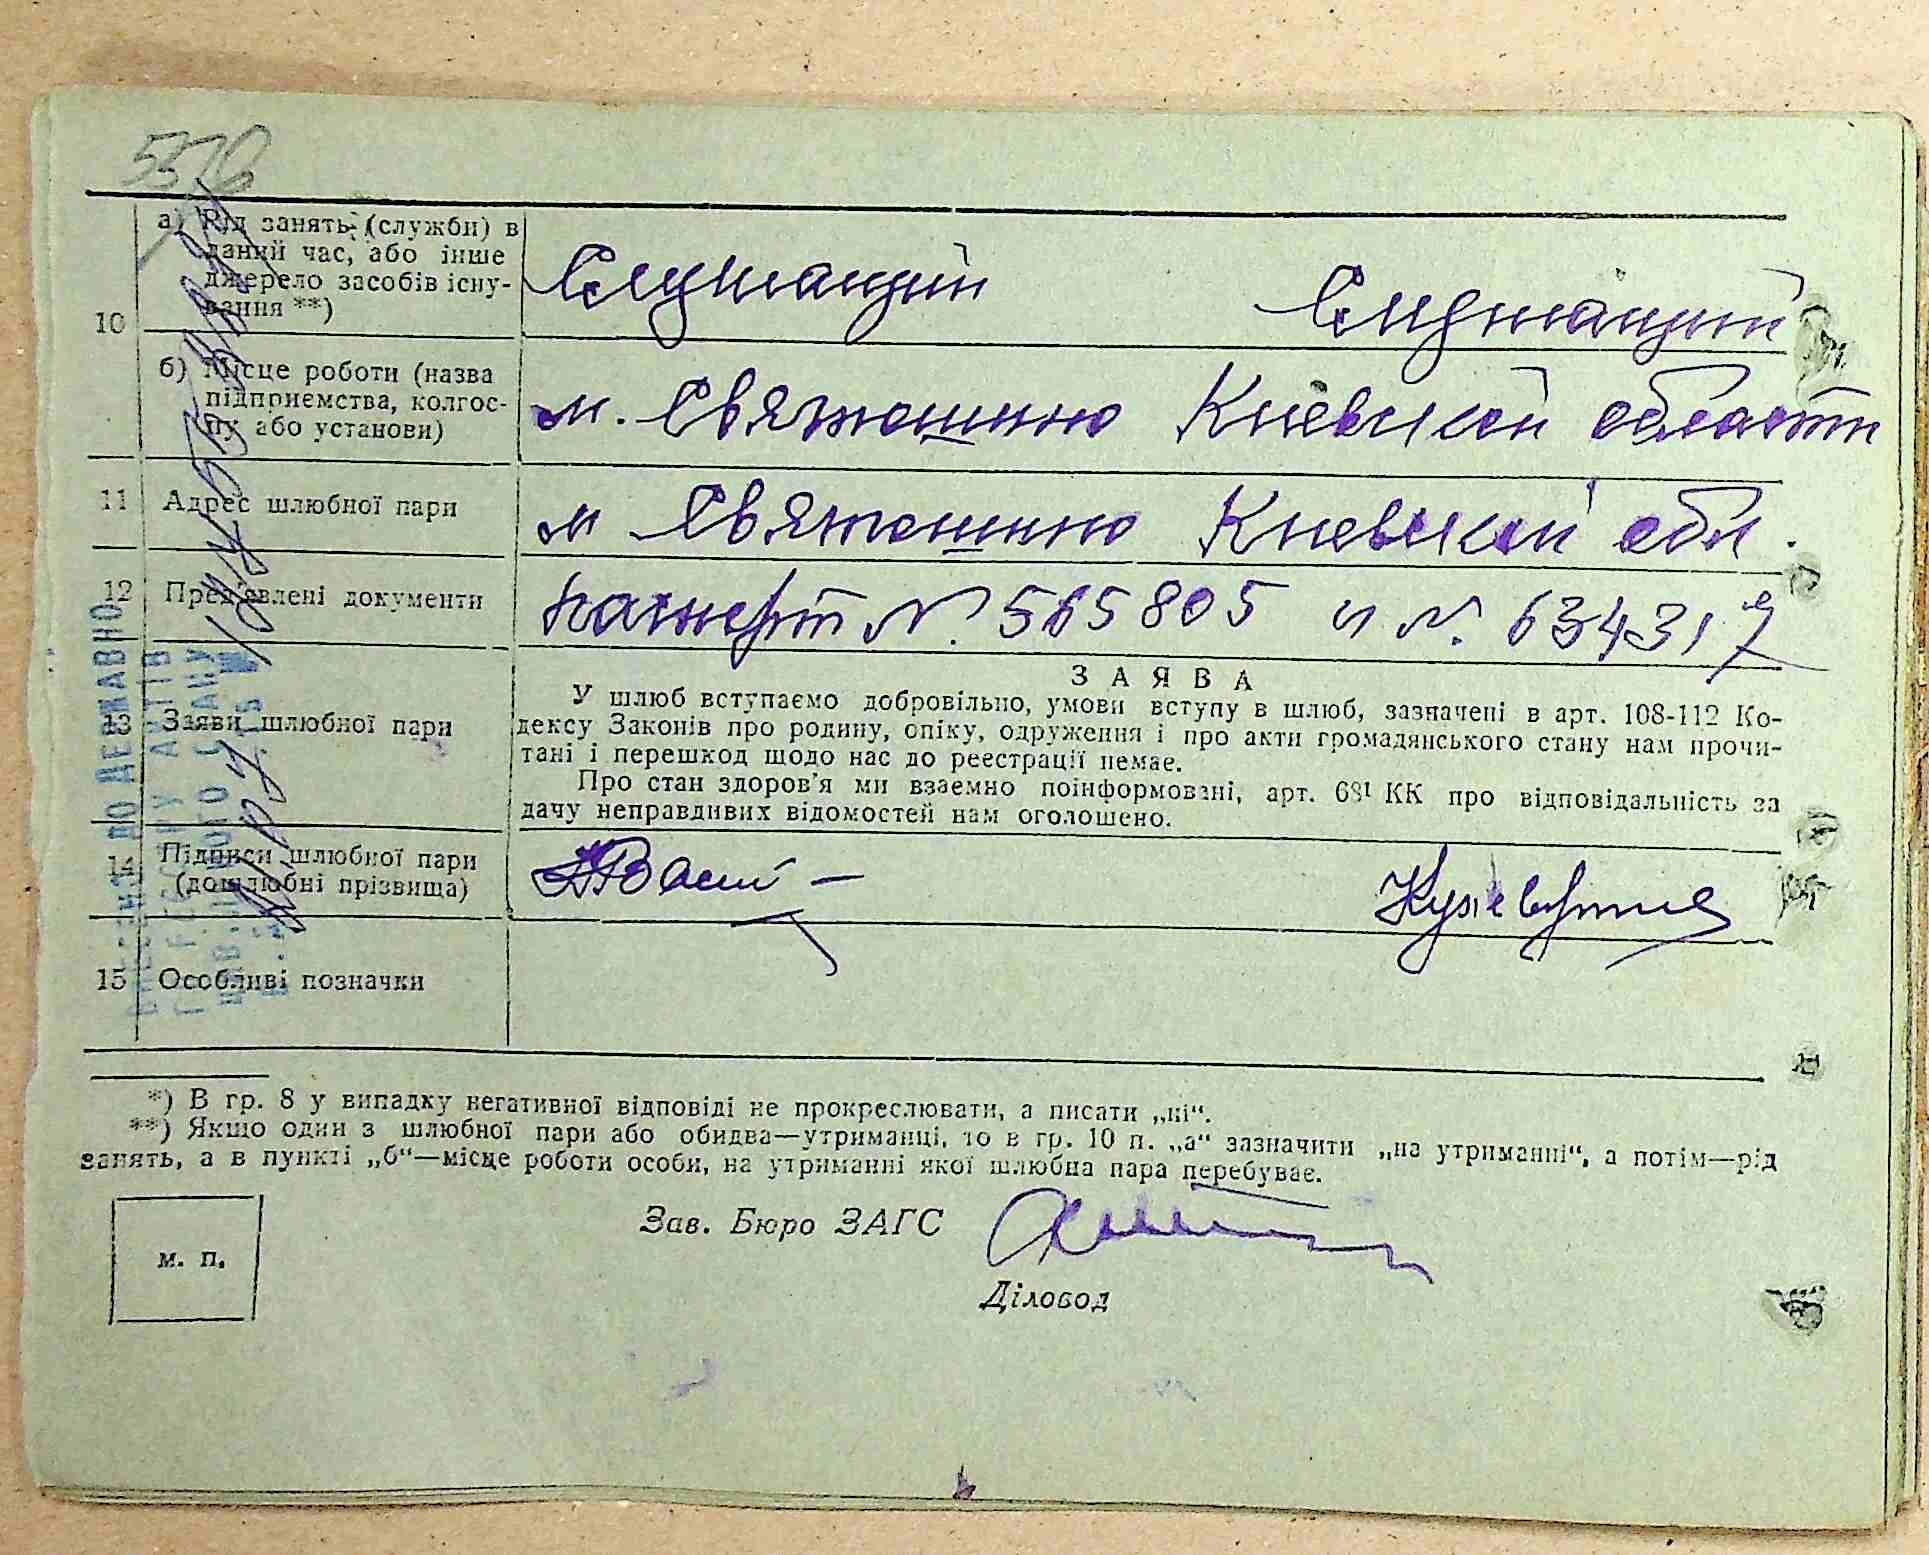 5576
10
а) Рід занять (служби) в
даний час, або інше
джерело засобів існу-
вання **)
Служащий
Служащий
б) Місце роботи (назва
підприємства, колгос-
пу або установи)
м. Святошино Киевской области
11
Адрес шлюбної пари
м Святошино Киевской обл.
12
Пред'явлені документи
паспорт N. 565805 и N. 634317
13
Заяви шлюбної пари
ЗАЯВА
У шлюб вступаємо добровільно, умови вступу в шлюб, зазначені в арт. 108-112 Ко-
дексу Законів про родину, опіку, одруження і про акти громадянського стану нам прочи-
тані і перешкод щодо нас до реєстрації немає.
Про стан здоров'я ми взаємно поінформовані, арт. 68¹ КК про відповідальність за
дачу неправдивих відомостей нам оголошено.
14
Підписи шлюбної пари
(дошлюбні прізвища)
15
Особливі позначки
*) В гр. 8 у випадку негативної відповіді не прокреслювати, а писати „ні“.
**) Якщо один з шлюбної пари або обидва—утриманці, то в гр. 10 п. „а“ зазначити „на утриманні“, а потім—рід
занять, а в пункті „б“—місце роботи особи, на утриманні якої шлюбна пара перебуває.
Зав. Бюро ЗАГС
м. п.
Діловод
ДО ДЕРЖАВНО
АКТІВ
СТАНУ